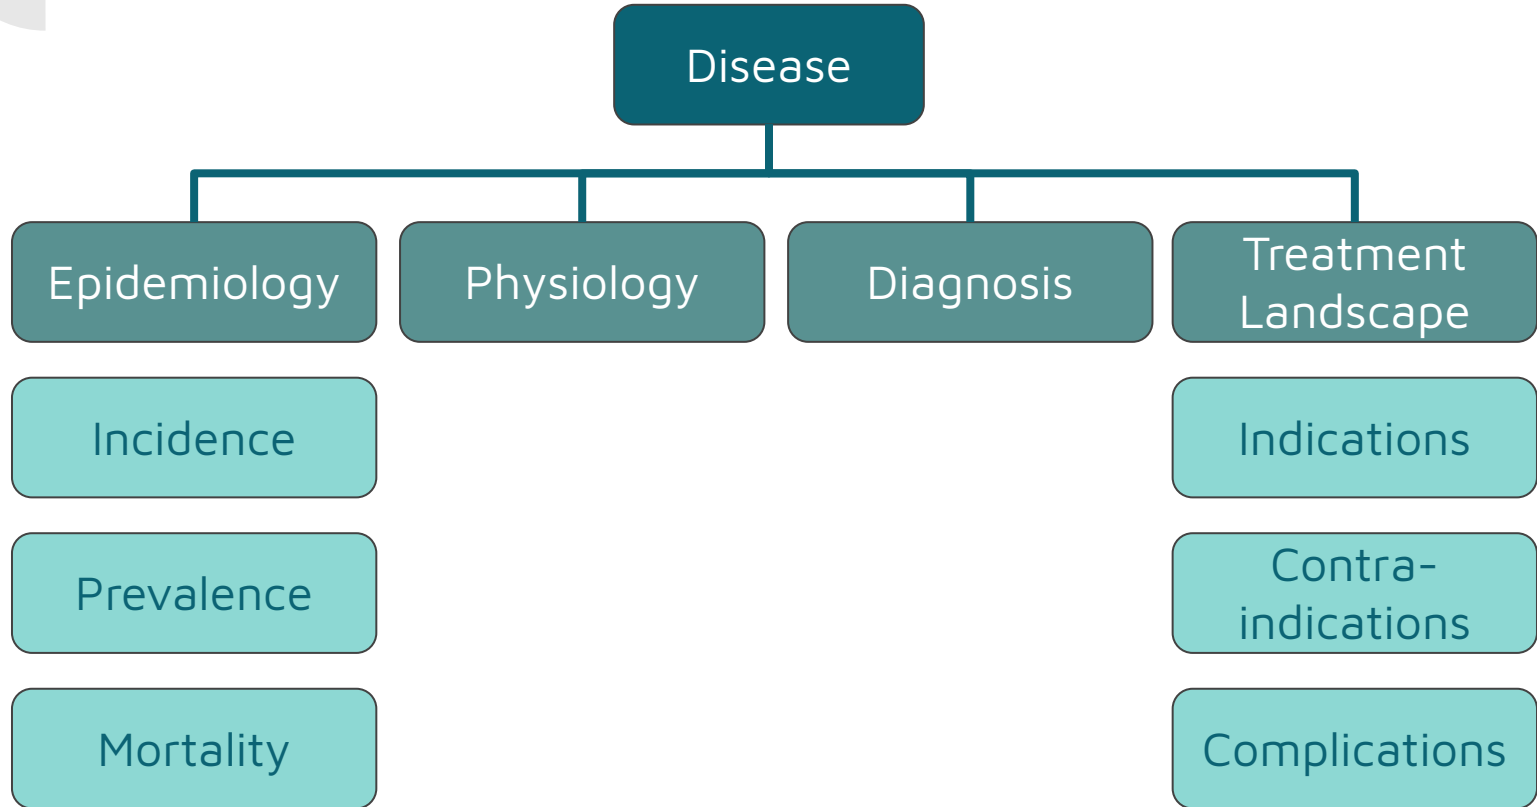 Disease
Epidemiology
Physiology
Diagnosis
Treatment
Landscape
Incidence
Indications
Prevalence
Contra-
indications
Mortality
Complications